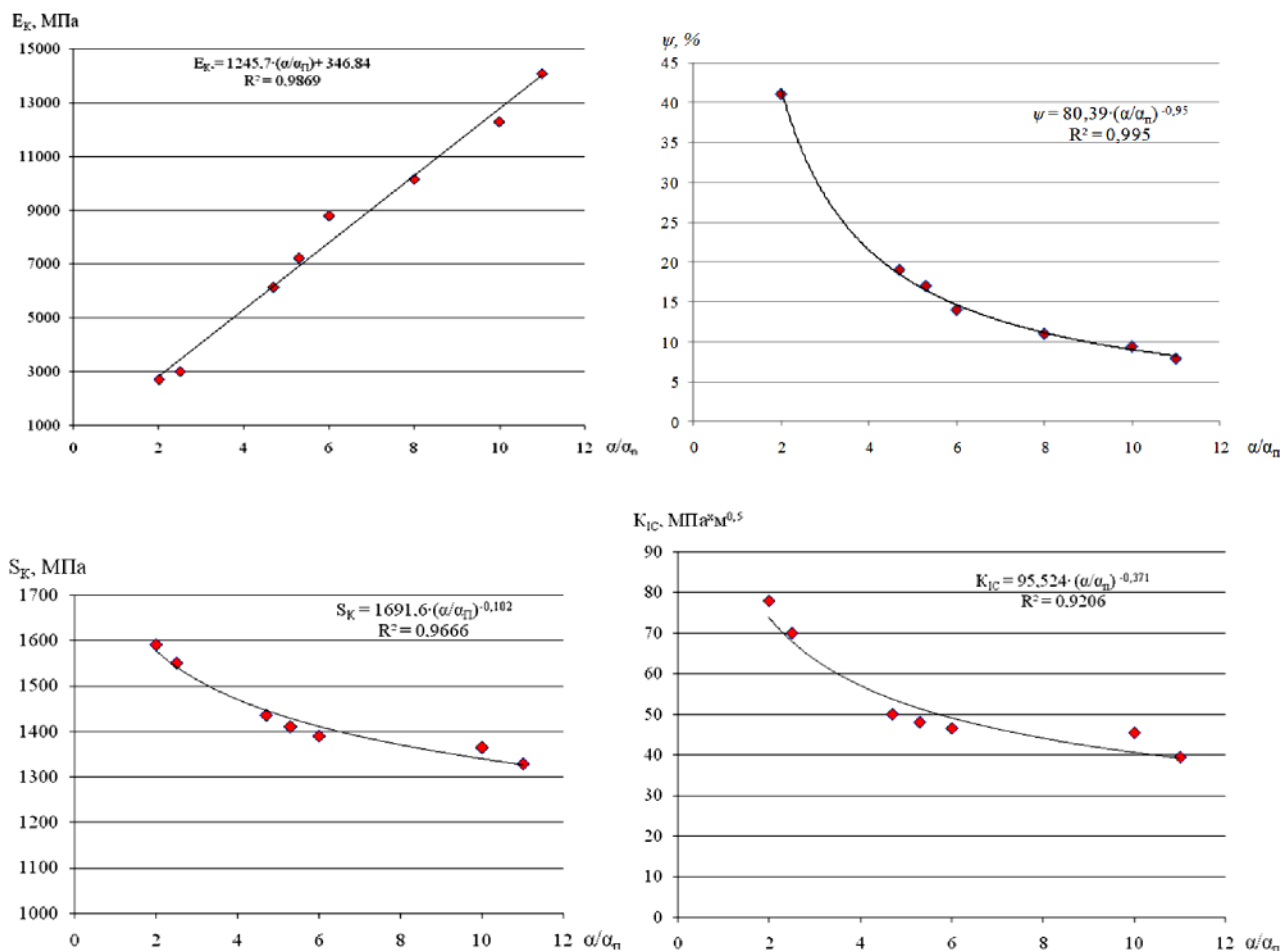 E_K, МПа
15000
13000
11000
9000
7000
5000
3000
1000
E_K = 1245.7·(α/α_П)+ 346.84
R² = 0.9869
0 2 4 6 8 10 12 α/α_п
ψ, %
45
40
35
30
25
20
15
10
5
0
ψ = 80,39·(α/α_п)^-0,95
R² = 0,995
0 2 4 6 8 10 12 α/α_п
S_K, МПа
1700
1600
1500
1400
1300
1200
1100
1000
S_K = 1691.6·(α/α_П)^-0,102
R² = 0.9666
0 2 4 6 8 10 12 α/α_п
K_IC, МПа^xм^0,5
90
80
70
60
50
40
30
20
10
0
K_IC = 95.524· (α/α_п)^-0,371
R² = 0.9206
0 2 4 6 8 10 12 α/α_п